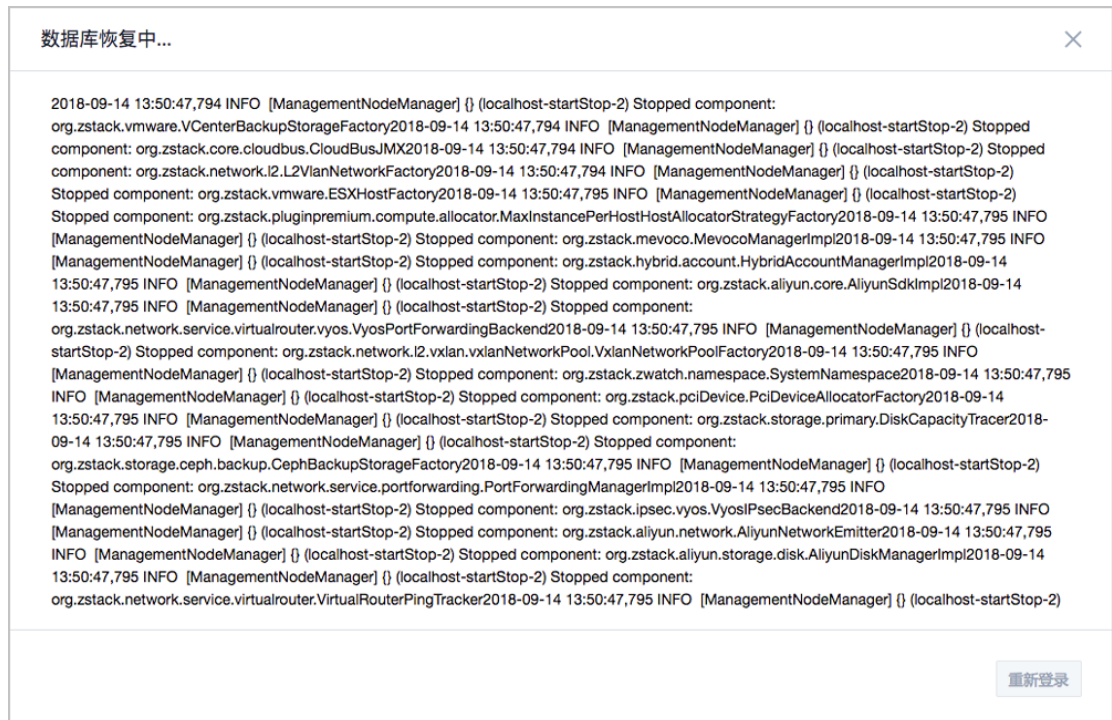 数据库恢复中...
2018-09-14 13:50:47,794 INFO [ManagementNodeManager] {} (localhost-startStop-2) Stopped component:
org.zstack.vmware.VCenterBackupStorageFactory2018-09-14 13:50:47,794 INFO [ManagementNodeManager] {} (localhost-startStop-2) Stopped
component: org.zstack.core.cloudbus.CloudBusJMX2018-09-14 13:50:47,794 INFO [ManagementNodeManager] {} (localhost-startStop-2) Stopped
component: org.zstack.network.l2.L2VlanNetworkFactory2018-09-14 13:50:47,794 INFO [ManagementNodeManager] {} (localhost-startStop-2)
Stopped component: org.zstack.vmware.ESXHostFactory2018-09-14 13:50:47,795 INFO [ManagementNodeManager] {} (localhost-startStop-2)
Stopped component: org.zstack.pluginpremium.compute.allocator.MaxInstancePerHostHostAllocatorStrategyFactory2018-09-14 13:50:47,795 INFO
[ManagementNodeManager] {} (localhost-startStop-2) Stopped component: org.zstack.mevoco.MevocoManagerImpl2018-09-14 13:50:47,795 INFO
[ManagementNodeManager] {} (localhost-startStop-2) Stopped component: org.zstack.hybrid.account.HybridAccountManagerImpl2018-09-14
13:50:47,795 INFO [ManagementNodeManager] {} (localhost-startStop-2) Stopped component: org.zstack.aliyun.core.AliyunSdkImpl2018-09-14
13:50:47,795 INFO [ManagementNodeManager] {} (localhost-startStop-2) Stopped component:
org.zstack.network.service.virtualrouter.vyos.VyosPortForwardingBackend2018-09-14 13:50:47,795 INFO [ManagementNodeManager] {} (localhost-
startStop-2) Stopped component: org.zstack.network.l2.vxlan.vxlanNetworkPool.VxlanNetworkPoolFactory2018-09-14 13:50:47,795 INFO
[ManagementNodeManager] {} (localhost-startStop-2) Stopped component: org.zstack.zwatch.namespace.SystemNamespace2018-09-14 13:50:47,795
INFO [ManagementNodeManager] {} (localhost-startStop-2) Stopped component: org.zstack.pciDevice.PciDeviceAllocatorFactory2018-09-14
13:50:47,795 INFO [ManagementNodeManager] {} (localhost-startStop-2) Stopped component: org.zstack.storage.primary.DiskCapacityTracer2018-
09-14 13:50:47,795 INFO [ManagementNodeManager] {} (localhost-startStop-2) Stopped component:
org.zstack.storage.ceph.backup.CephBackupStorageFactory2018-09-14 13:50:47,795 INFO [ManagementNodeManager] {} (localhost-startStop-2)
Stopped component: org.zstack.network.service.portforwarding.PortForwardingManagerImpl2018-09-14 13:50:47,795 INFO
[ManagementNodeManager] {} (localhost-startStop-2) Stopped component: org.zstack.ipsec.vyos.VyosIPsecBackend2018-09-14 13:50:47,795 INFO
[ManagementNodeManager] {} (localhost-startStop-2) Stopped component: org.zstack.aliyun.network.AliyunNetworkEmitter2018-09-14 13:50:47,795
INFO [ManagementNodeManager] {} (localhost-startStop-2) Stopped component: org.zstack.aliyun.storage.disk.AliyunDiskManagerImpl2018-09-14
13:50:47,795 INFO [ManagementNodeManager] {} (localhost-startStop-2) Stopped component:
org.zstack.network.service.virtualrouter.VirtualRouterPingTracker2018-09-14 13:50:47,795 INFO [ManagementNodeManager] {} (localhost-startStop-2)
重新登录